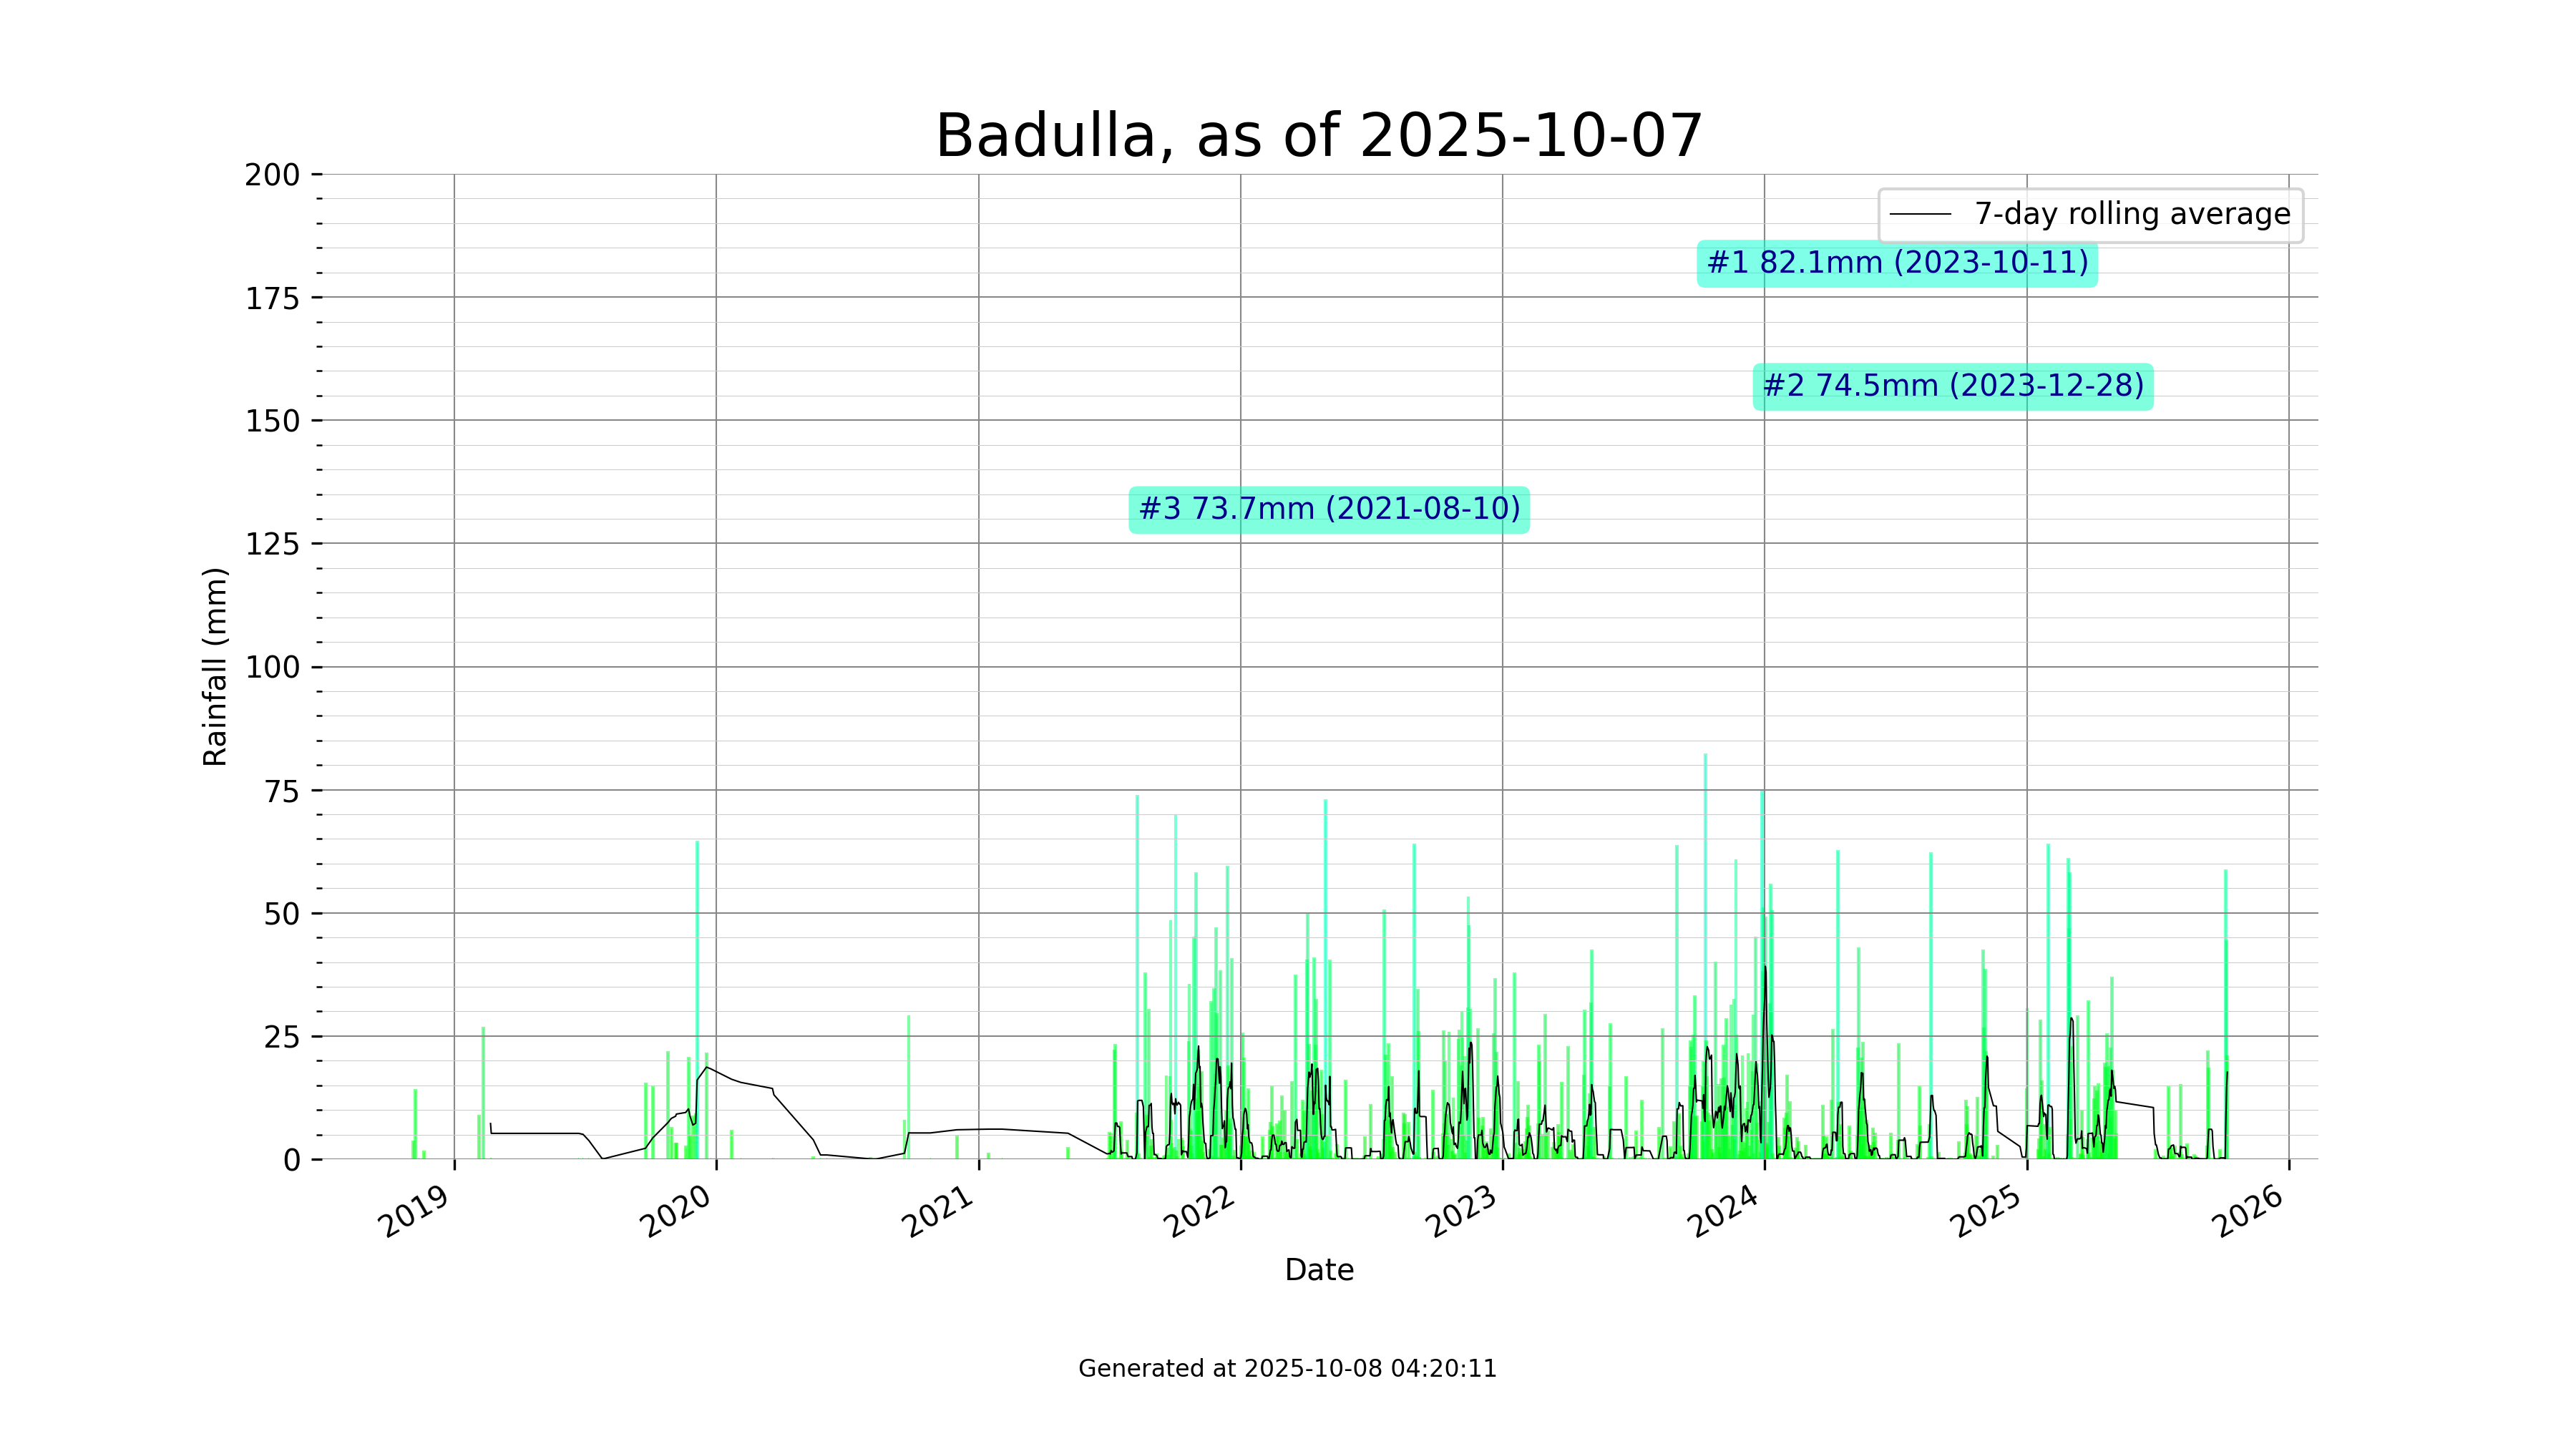 Badulla, as of 2025-10-07
200
175
150
125
100
75
50
25
0
Rainfall (mm)
7-day rolling average
#1 82.1mm (2023-10-11)
#2 74.5mm (2023-12-28)
#3 73.7mm (2021-08-10)
2019
2020
2021
2022
2023
2024
2025
2026
Date
Generated at 2025-10-08 04:20:11